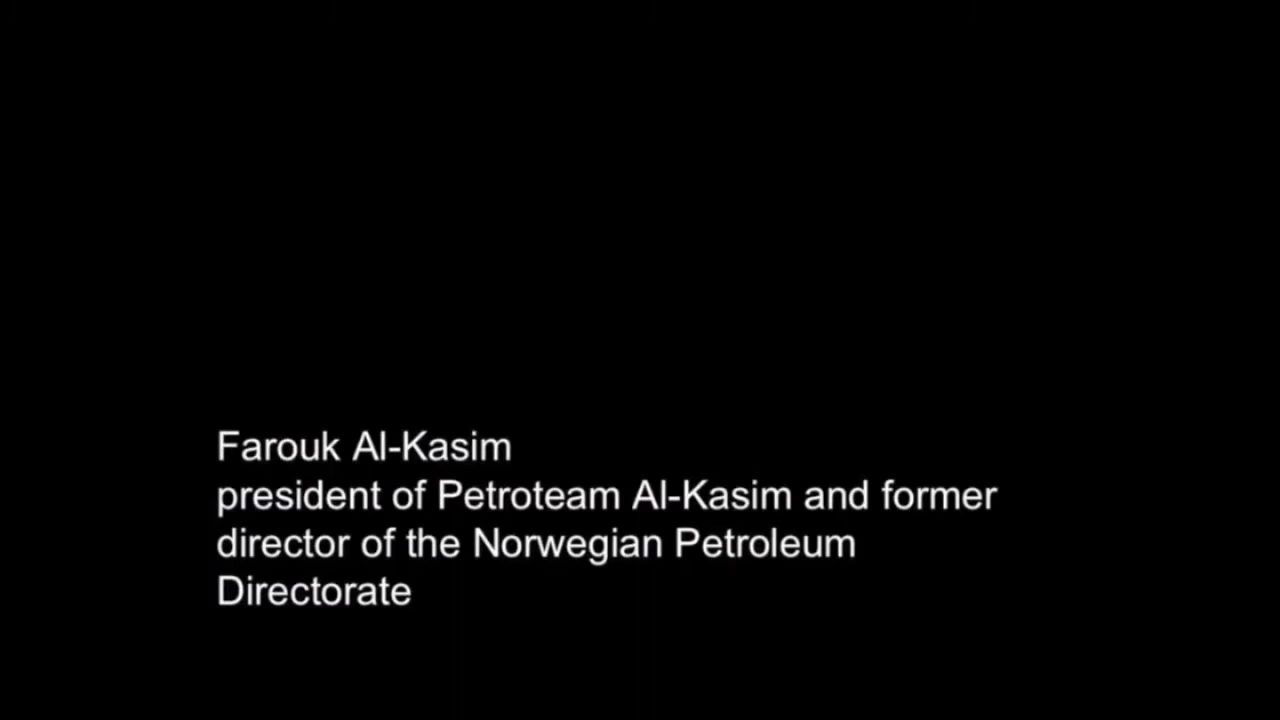 Farouk Al-Kasim
president of Petroteam Al-Kasim and former
director of the Norwegian Petroleum
Directorate